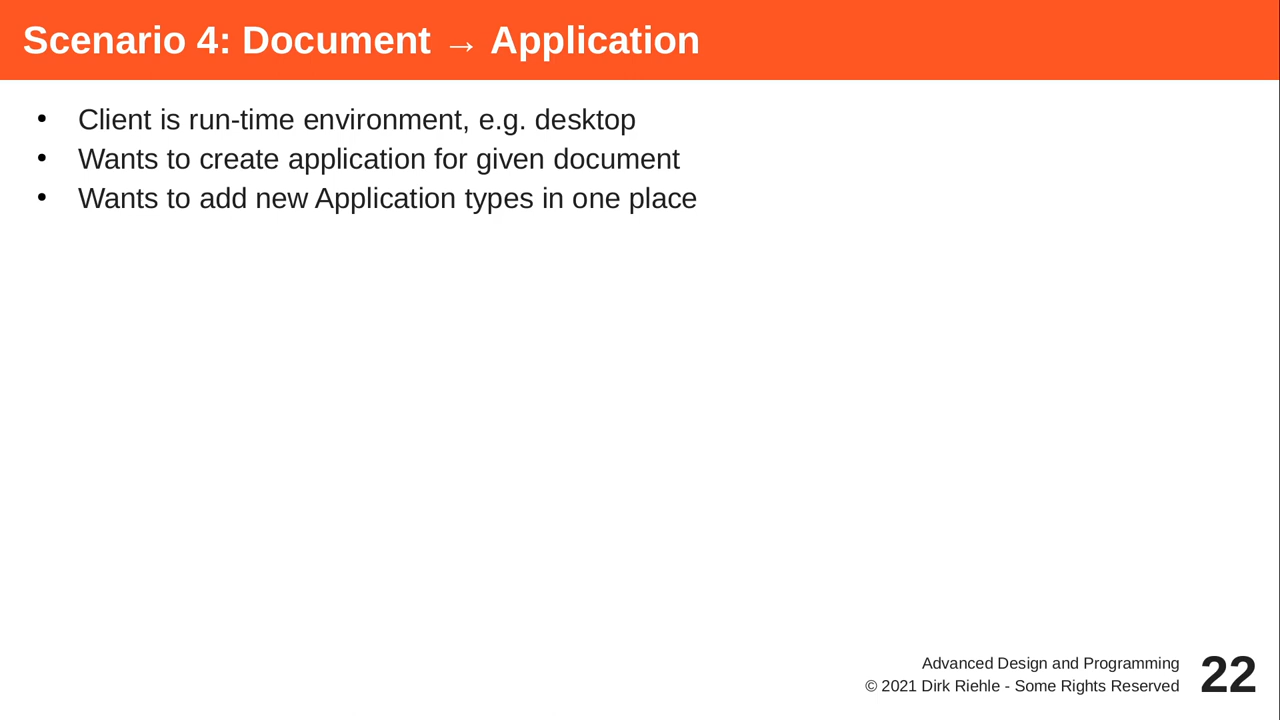 Scenario 4: Document → Application
• Client is run-time environment, e.g. desktop
• Wants to create application for given document
• Wants to add new Application types in one place
Advanced Design and Programming
© 2021 Dirk Riehle - Some Rights Reserved
22